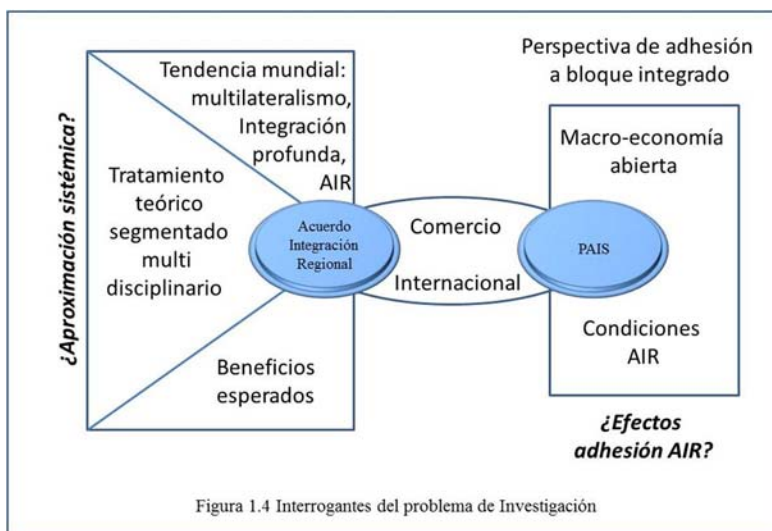 ¿Aproximación sistémica?
Tendencia mundial:
multilateralismo,
Integración
profunda,
AIR
Tratamiento
teórico
segmentado
multi
disciplinario
Beneficios
esperados
Acuerdo
Integración
Regional
Comercio
Internacional
Perspectiva de adhesión
a bloque integrado
Macro-economía
abierta
PAIS
Condiciones
AIR
¿Efectos
adhesión AIR?
Figura 1.4 Interrogantes del problema de Investigación